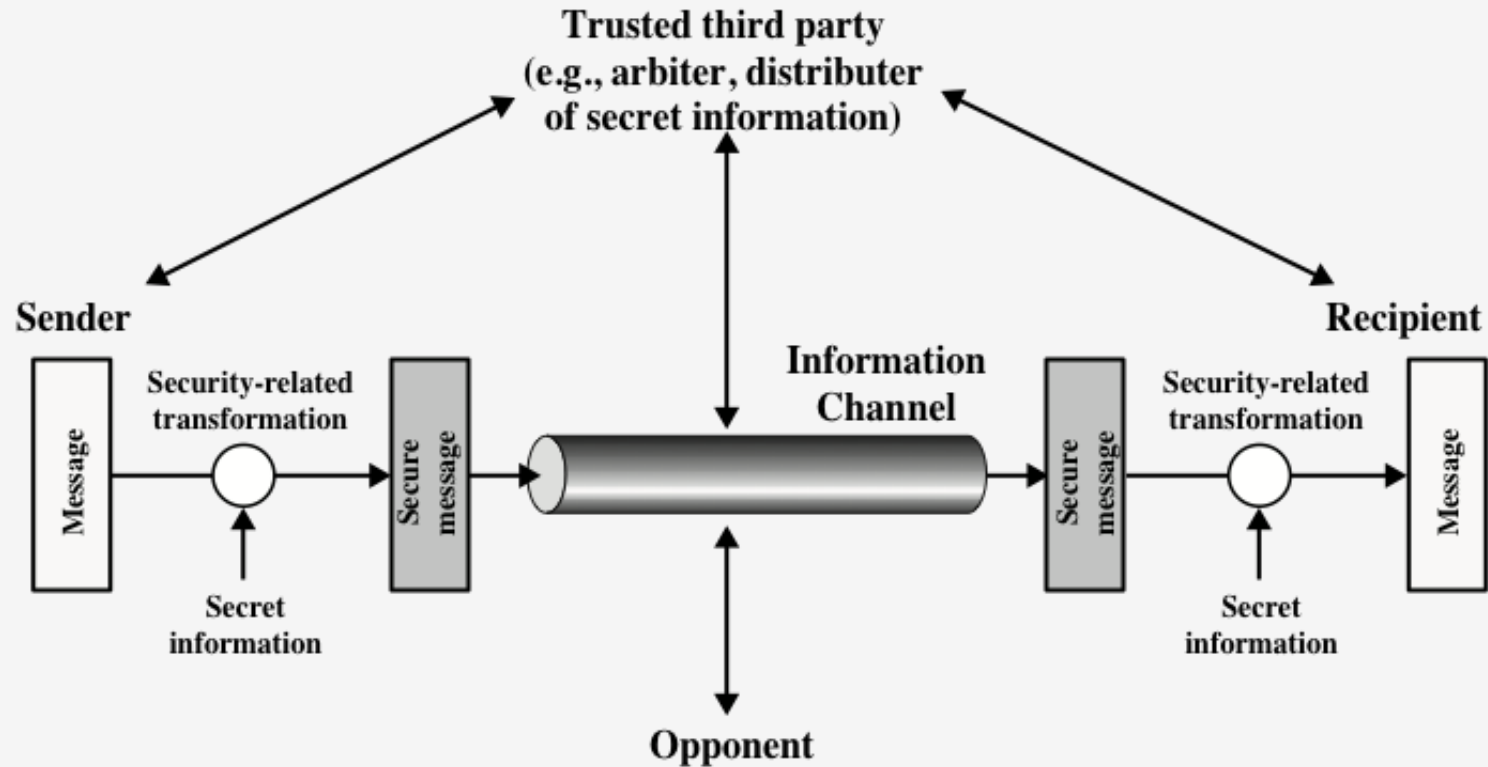 Trusted third party
(e.g., arbiter, distributer
of secret information)
Sender
Recipient
Information
Channel
Message
Security-related
transformation
Secret
information
Secure
message
Secure
message
Security-related
transformation
Secret
information
Message
Opponent